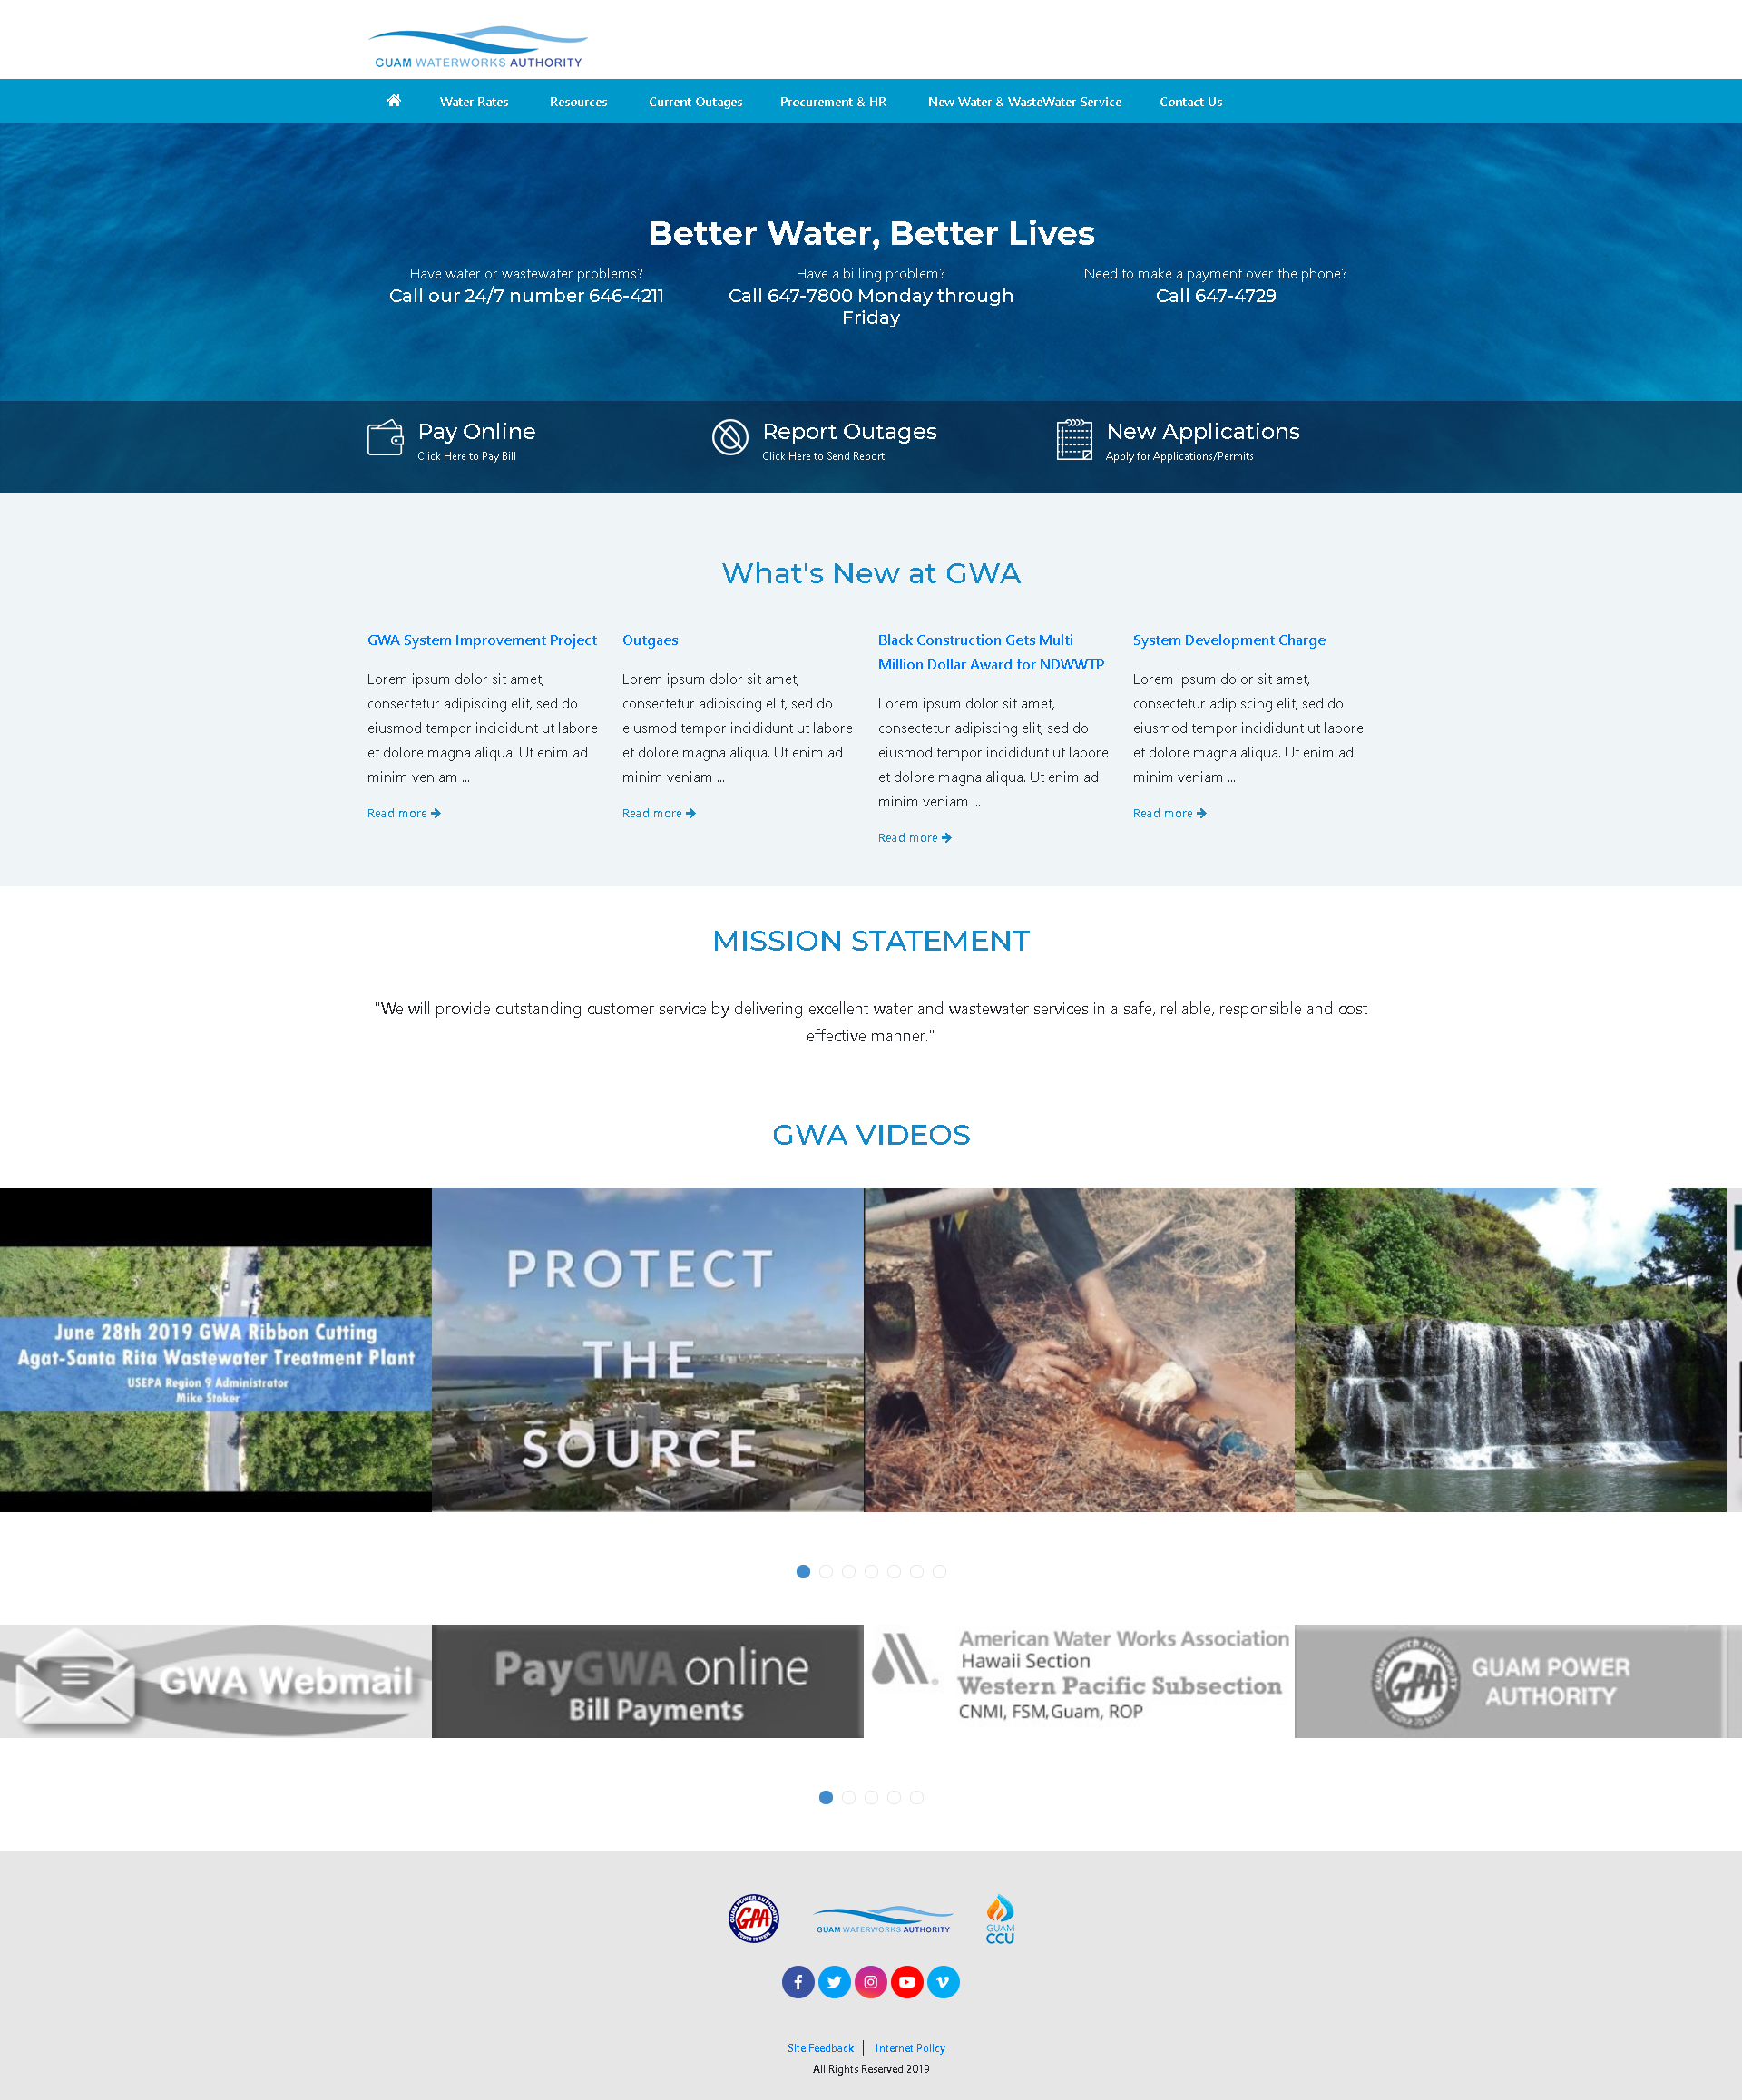 GUAM WATERWORKS AUTHORITY
Water Rates Resources Current Outages Procurement & HR New Water & WasteWater Service Contact Us
Better Water, Better Lives
Have water or wastewater problems?
Call our 24/7 number 646-4211
Have a billing problem?
Call 647-7800 Monday through
Friday
Need to make a payment over the phone?
Call 647-4729
Pay Online
Click Here to Pay Bill
Report Outages
Click Here to Send Report
New Applications
Apply for Applications/Permits
What's New at GWA
GWA System Improvement Project
Lorem ipsum dolor sit amet,
consectetur adipiscing elit, sed do
eiusmod tempor incididunt ut labore
et dolore magna aliqua. Ut enim ad
minim veniam ...
Read more
Outgaes
Lorem ipsum dolor sit amet,
consectetur adipiscing elit, sed do
eiusmod tempor incididunt ut labore
et dolore magna aliqua. Ut enim ad
minim veniam ...
Read more
Black Construction Gets Multi
Million Dollar Award for NDWWTP
Lorem ipsum dolor sit amet,
consectetur adipiscing elit, sed do
eiusmod tempor incididunt ut labore
et dolore magna aliqua. Ut enim ad
minim veniam ...
Read more
System Development Charge
Lorem ipsum dolor sit amet,
consectetur adipiscing elit, sed do
eiusmod tempor incididunt ut labore
et dolore magna aliqua. Ut enim ad
minim veniam ...
Read more
MISSION STATEMENT
"We will provide outstanding customer service by delivering excellent water and wastewater services in a safe, reliable, responsible and cost
effective manner."
GWA VIDEOS
June 28th 2019 GWA Ribbon Cutting
Agat-Santa Rita Wastewater Treatment Plant
USEPA Region 9 Administrator
Mike Stoker
PROTECT
THE
SOURCE
GWA Webmail
PayGWA online
Bill Payments
American Water Works Association
Hawaii Section
Western Pacific Subsection
CNMI, FSM, Guam, ROP
GUAM POWER AUTHORITY
GPA
POWER TO SERVE
GUAM POWER
AUTHORITY
GUAM POWER AUTHORITY
GPA
POWER TO SERVE
GUAM WATERWORKS AUTHORITY
GUAM
CCU
Site Feedback | Internet Policy
All Rights Reserved 2019